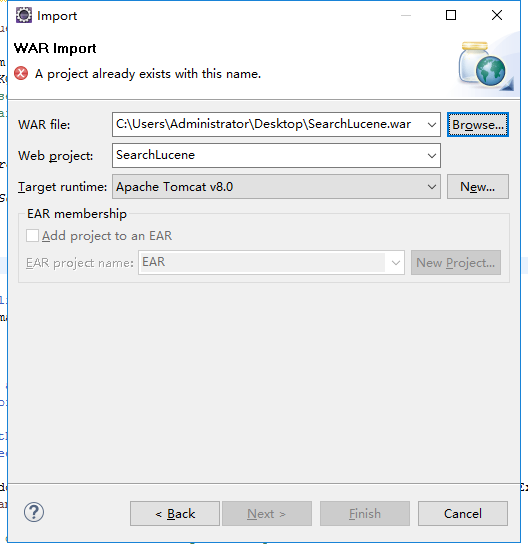 Import
WAR Import
A project already exists with this name.
WAR file: C:\Users\Administrator\Desktop\SearchLucene.war Browse...
Web project: SearchLucene
Target runtime: Apache Tomcat v8.0 New...
EAR membership
Add project to an EAR
EAR project name: EAR New Project...
? < Back Next > Finish Cancel